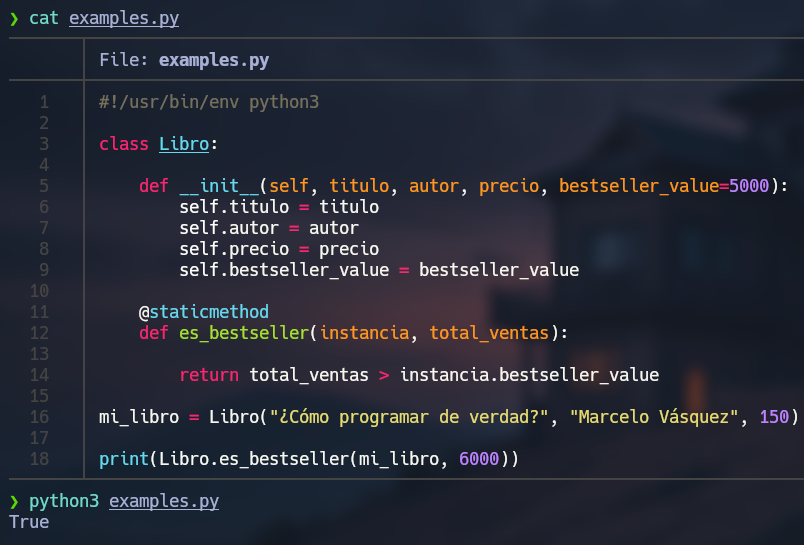 ❯ cat examples.py
File: examples.py
1 #!/usr/bin/env python3
2
3 class Libro:
4
5     def __init__(self, titulo, autor, precio, bestseller_value=5000):
6         self.titulo = titulo
7         self.autor = autor
8         self.precio = precio
9         self.bestseller_value = bestseller_value
10
11     @staticmethod
12     def es_bestseller(instancia, total_ventas):
13
14         return total_ventas > instancia.bestseller_value
15
16 mi_libro = Libro("¿Cómo programar de verdad?", "Marcelo Vásquez", 150)
17
18 print(Libro.es_bestseller(mi_libro, 6000))
❯ python3 examples.py
True